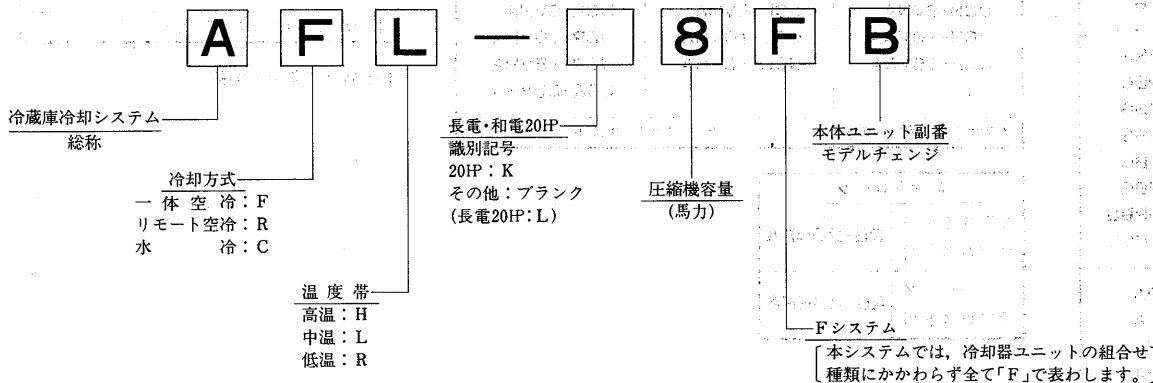 A F L — 8 F B
冷蔵庫冷却システム
総称
冷却方式
一体空冷：F
リモート空冷：R
水冷：C
温度帯
高温：H
中温：L
低温：R
長電・和電20HP
識別記号
20HP：K
その他：ブランク
(長電20HP：L)
圧縮機容量
(馬力)
本体ユニット副番
モデルチェンジ
Fシステム
本システムでは，冷却器ユニットの組合せ
種類にかかわらず全て「F」で表わします。